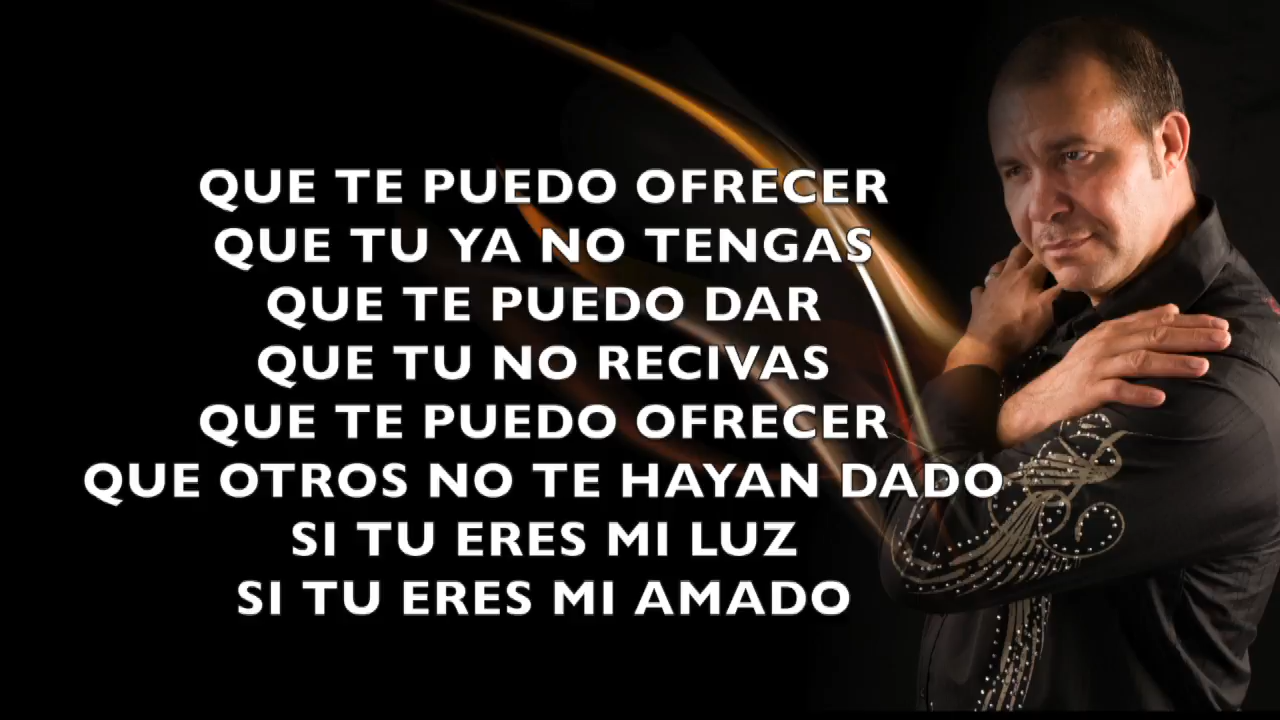 QUE TE PUEDO OFRECER
QUE TU YA NO TENGAS
QUE TE PUEDO DAR
QUE TU NO RECIVAS
QUE TE PUEDO OFRECER
QUE OTROS NO TE HAYAN DADO
SI TU ERES MI LUZ
SI TU ERES MI AMADO